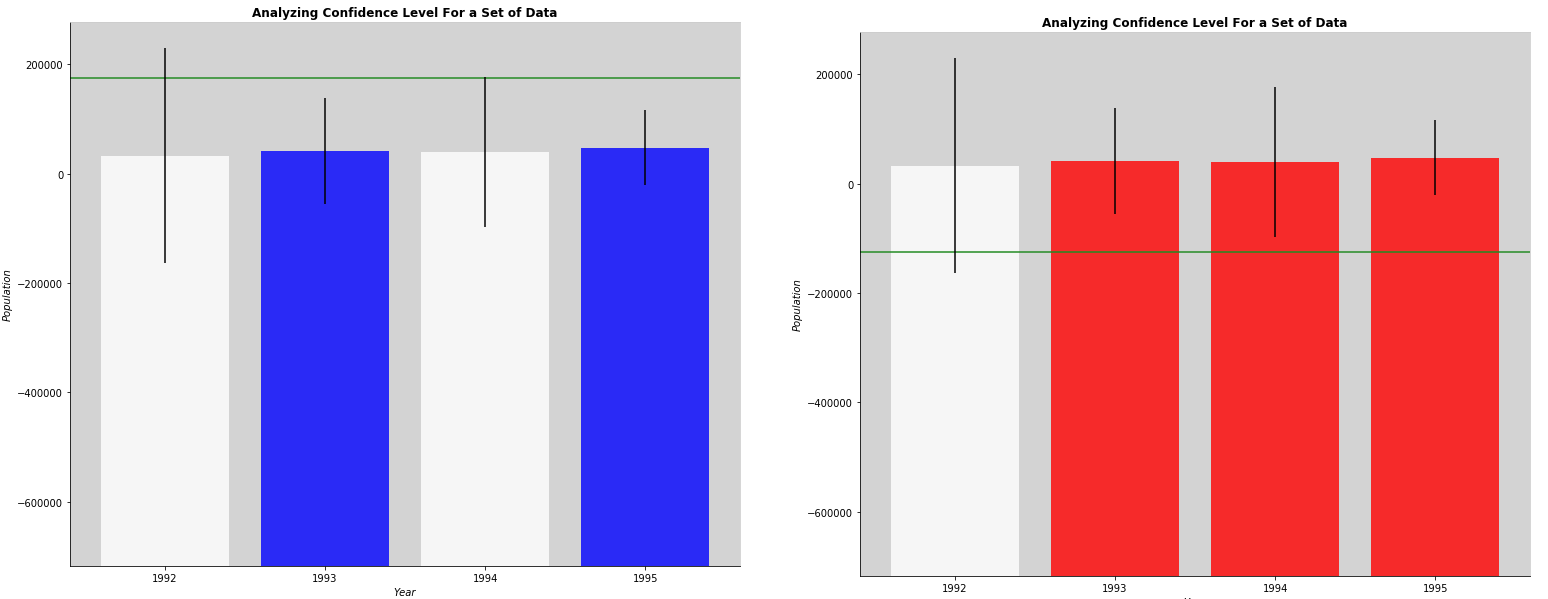 Analyzing Confidence Level For a Set of Data
200000
0
−200000
−400000
−600000
Population
1992 1993 1994 1995
Year
Analyzing Confidence Level For a Set of Data
200000
0
−200000
−400000
−600000
Population
1992 1993 1994 1995